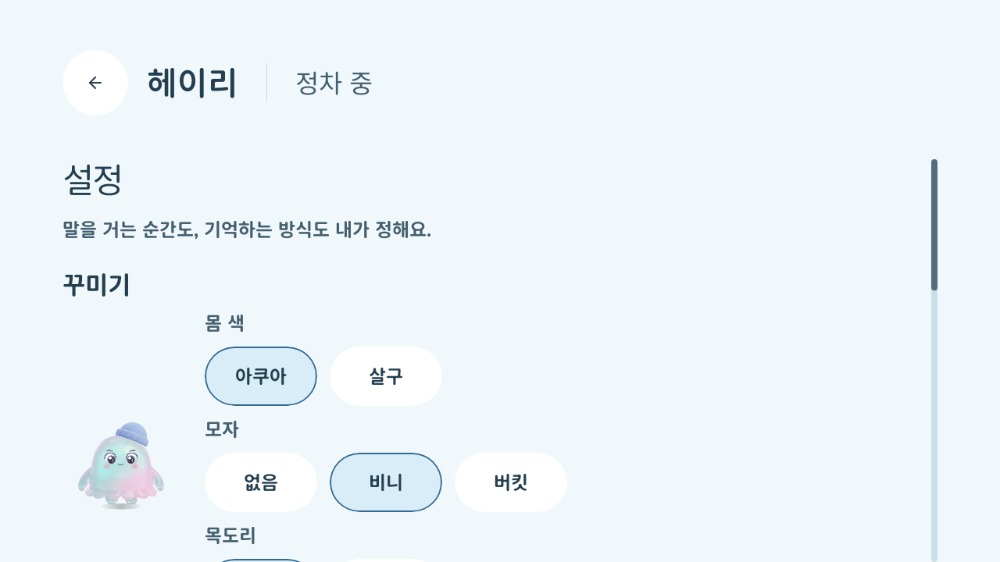 헤이리
정차 중
설정
말을 거는 순간도, 기억하는 방식도 내가 정해요.
꾸미기
몸 색
아쿠아
살구
모자
없음
비니
버킷
목도리